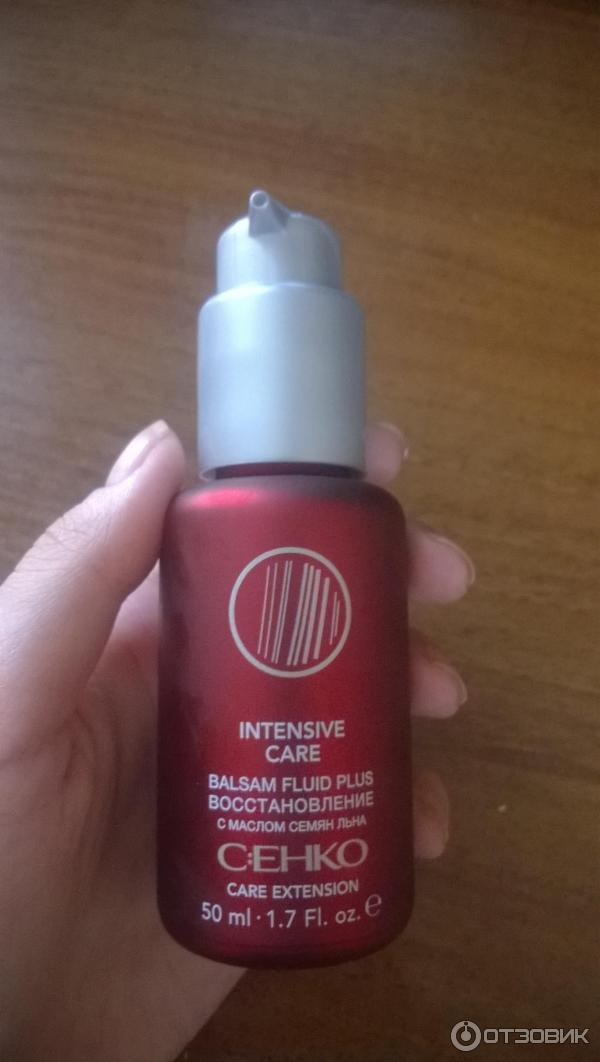 INTENSIVE
CARE
BALSAM FLUID PLUS
ВОССТАНОВЛЕНИЕ
С МАСЛОМ СЕМЯН ЛЬНА
C:EHKO
CARE EXTENSION
50 ml · 1.7 Fl. oz. ℮
ОТЗОВИК